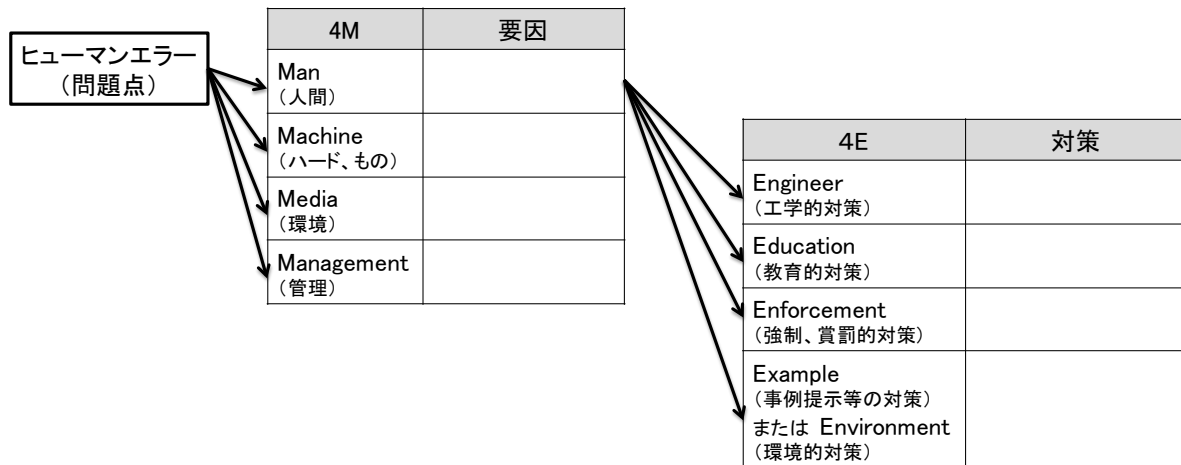 ヒューマンエラー
(問題点)
4M 要因
Man
(人間)
Machine
(ハード、もの)
Media
(環境)
Management
(管理)
4E 対策
Engineer
(工学的対策)
Education
(教育的対策)
Enforcement
(強制、賞罰的対策)
Example
(事例提示等の対策)
または Environment
(環境的対策)